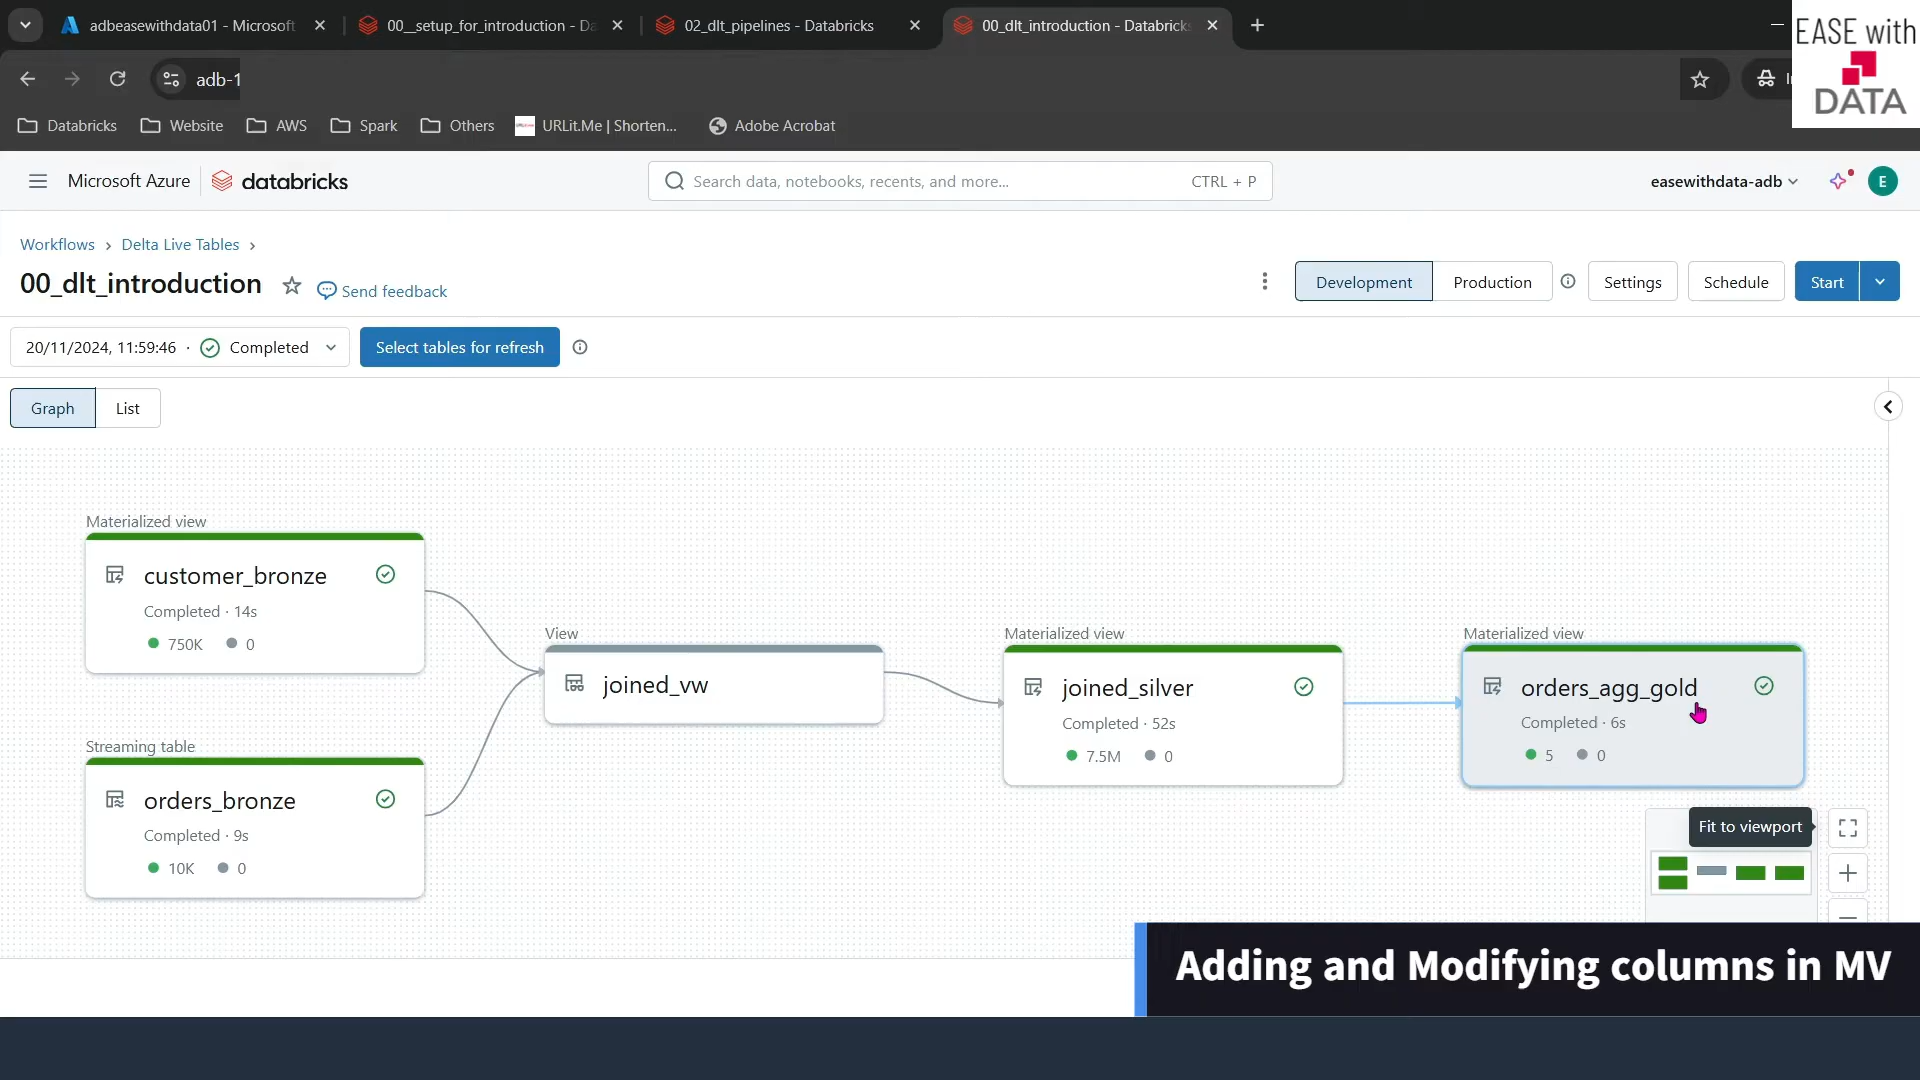 adbeasewithdata01 - Microsoft
00__setup_for_introduction - Da
02_dlt_pipelines - Databricks
00_dlt_introduction - Databricks
EASE with
DATA
adb-1
Databricks
Website
AWS
Spark
Others
URLit.Me | Shorten...
Adobe Acrobat
Microsoft Azure
databricks
Search data, notebooks, recents, and more...
CTRL + P
easewithdata-adb
E
Workflows › Delta Live Tables ›
00_dlt_introduction
Send feedback
Development
Production
Settings
Schedule
Start
20/11/2024, 11:59:46 · Completed
Select tables for refresh
Graph
List
Materialized view
customer_bronze
Completed · 14s
750K 0
Streaming table
orders_bronze
Completed · 9s
10K 0
View
joined_vw
Materialized view
joined_silver
Completed · 52s
7.5M 0
Materialized view
orders_agg_gold
Completed · 6s
5 0
Fit to viewport
Adding and Modifying columns in MV